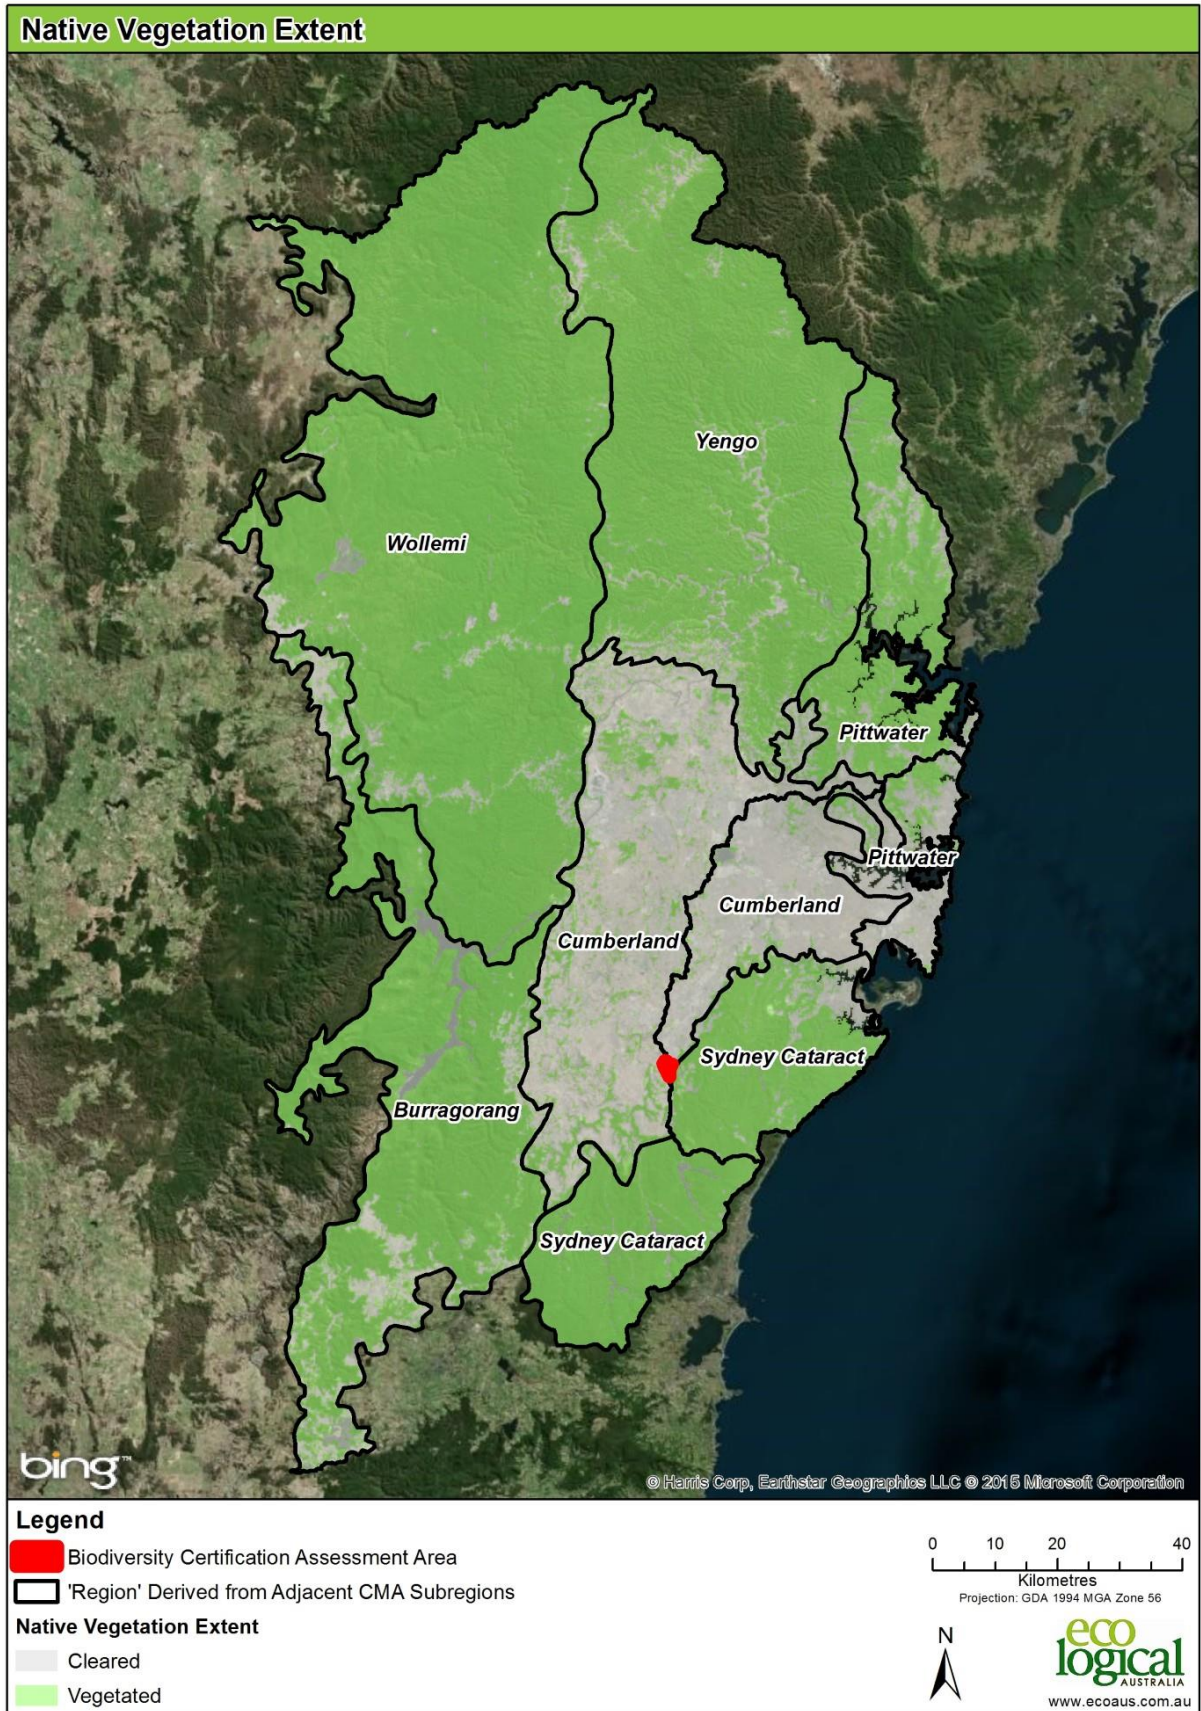 Native Vegetation Extent
Yengo
Wollemi
Pittwater
Pittwater
Cumberland
Cumberland
Sydney Cataract
Burragorang
Sydney Cataract
bing™
© Harris Corp, Earthstar Geographics LLC © 2015 Microsoft Corporation
Legend
Biodiversity Certification Assessment Area
'Region' Derived from Adjacent CMA Subregions
Native Vegetation Extent
Cleared
Vegetated
0 10 20 40
Kilometres
Projection: GDA 1994 MGA Zone 56
N
eco
logical
AUSTRALIA
www.ecoaus.com.au